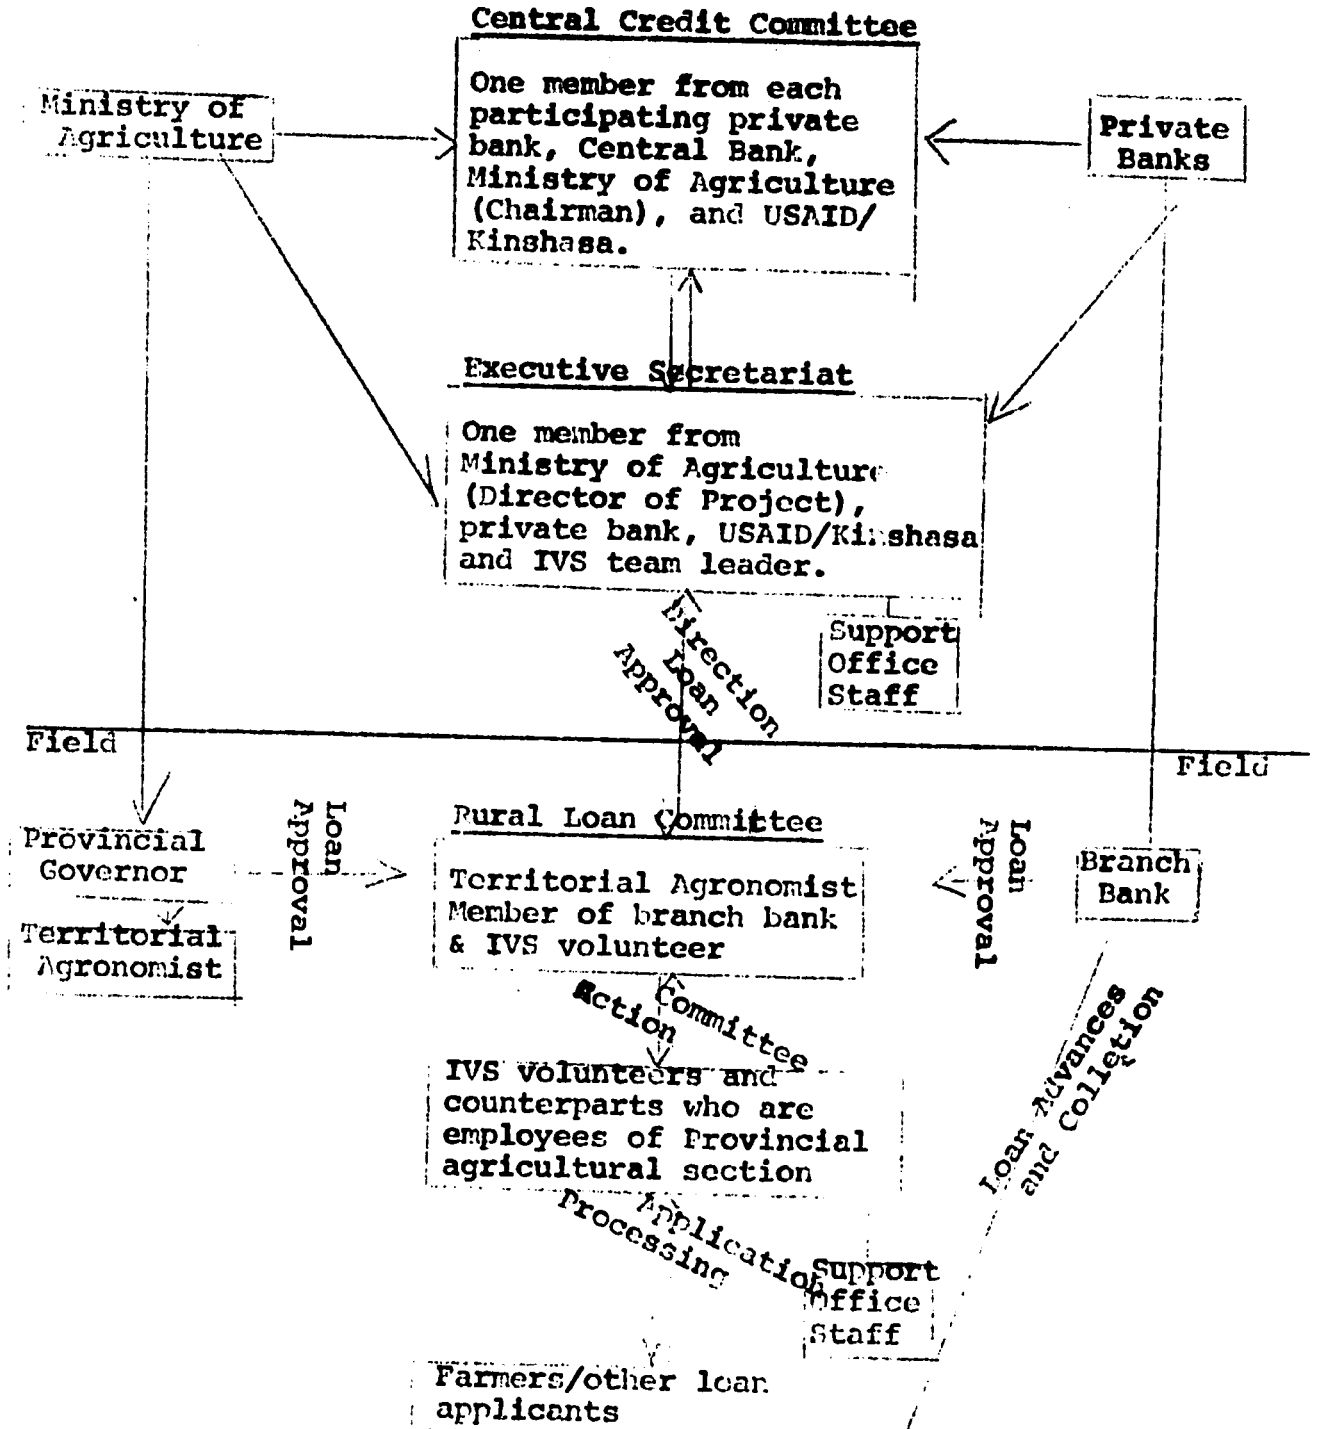 Central Credit Committee
Ministry of
Agriculture
One member from each
participating private
bank, Central Bank,
Ministry of Agriculture
(Chairman), and USAID/
Kinshasa.
Private
Banks
Executive Secretariat
One member from
Ministry of Agriculture
(Director of Project),
private bank, USAID/Kinshasa
and IVS team leader.
Support
Office
Staff
Direction
Loan
Approval
Field
Field
Provincial
Governor
Territorial
Agronomist
Loan
Approval
Rural Loan Committee
Territorial Agronomist
Member of branch bank
& IVS volunteer
Loan
Approval
Branch
Bank
Committee
Action
IVS volunteers and
counterparts who are
employees of Provincial
agricultural section
Loan Advances
and Colletion
Application
Processing
Support
Office
Staff
Farmers/other loan
applicants